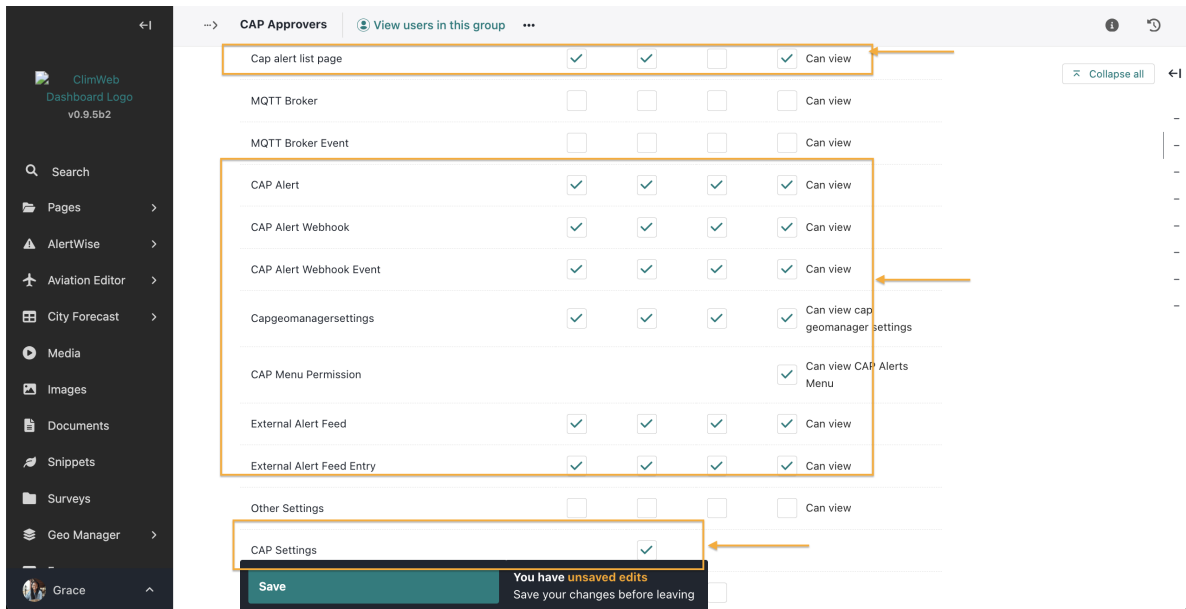 CAP Approvers
View users in this group
ClimWeb
Dashboard Logo
v0.9.5b2
Search
Pages
AlertWise
Aviation Editor
City Forecast
Media
Images
Documents
Snippets
Surveys
Geo Manager
Grace
Collapse all
Cap alert list page Can view
MQTT Broker Can view
MQTT Broker Event Can view
CAP Alert Can view
CAP Alert Webhook Can view
CAP Alert Webhook Event Can view
Capgeomanagersettings Can view cap
geomanager settings
CAP Menu Permission Can view CAP Alerts
Menu
External Alert Feed Can view
External Alert Feed Entry Can view
Other Settings Can view
CAP Settings
Save
You have unsaved edits
Save your changes before leaving